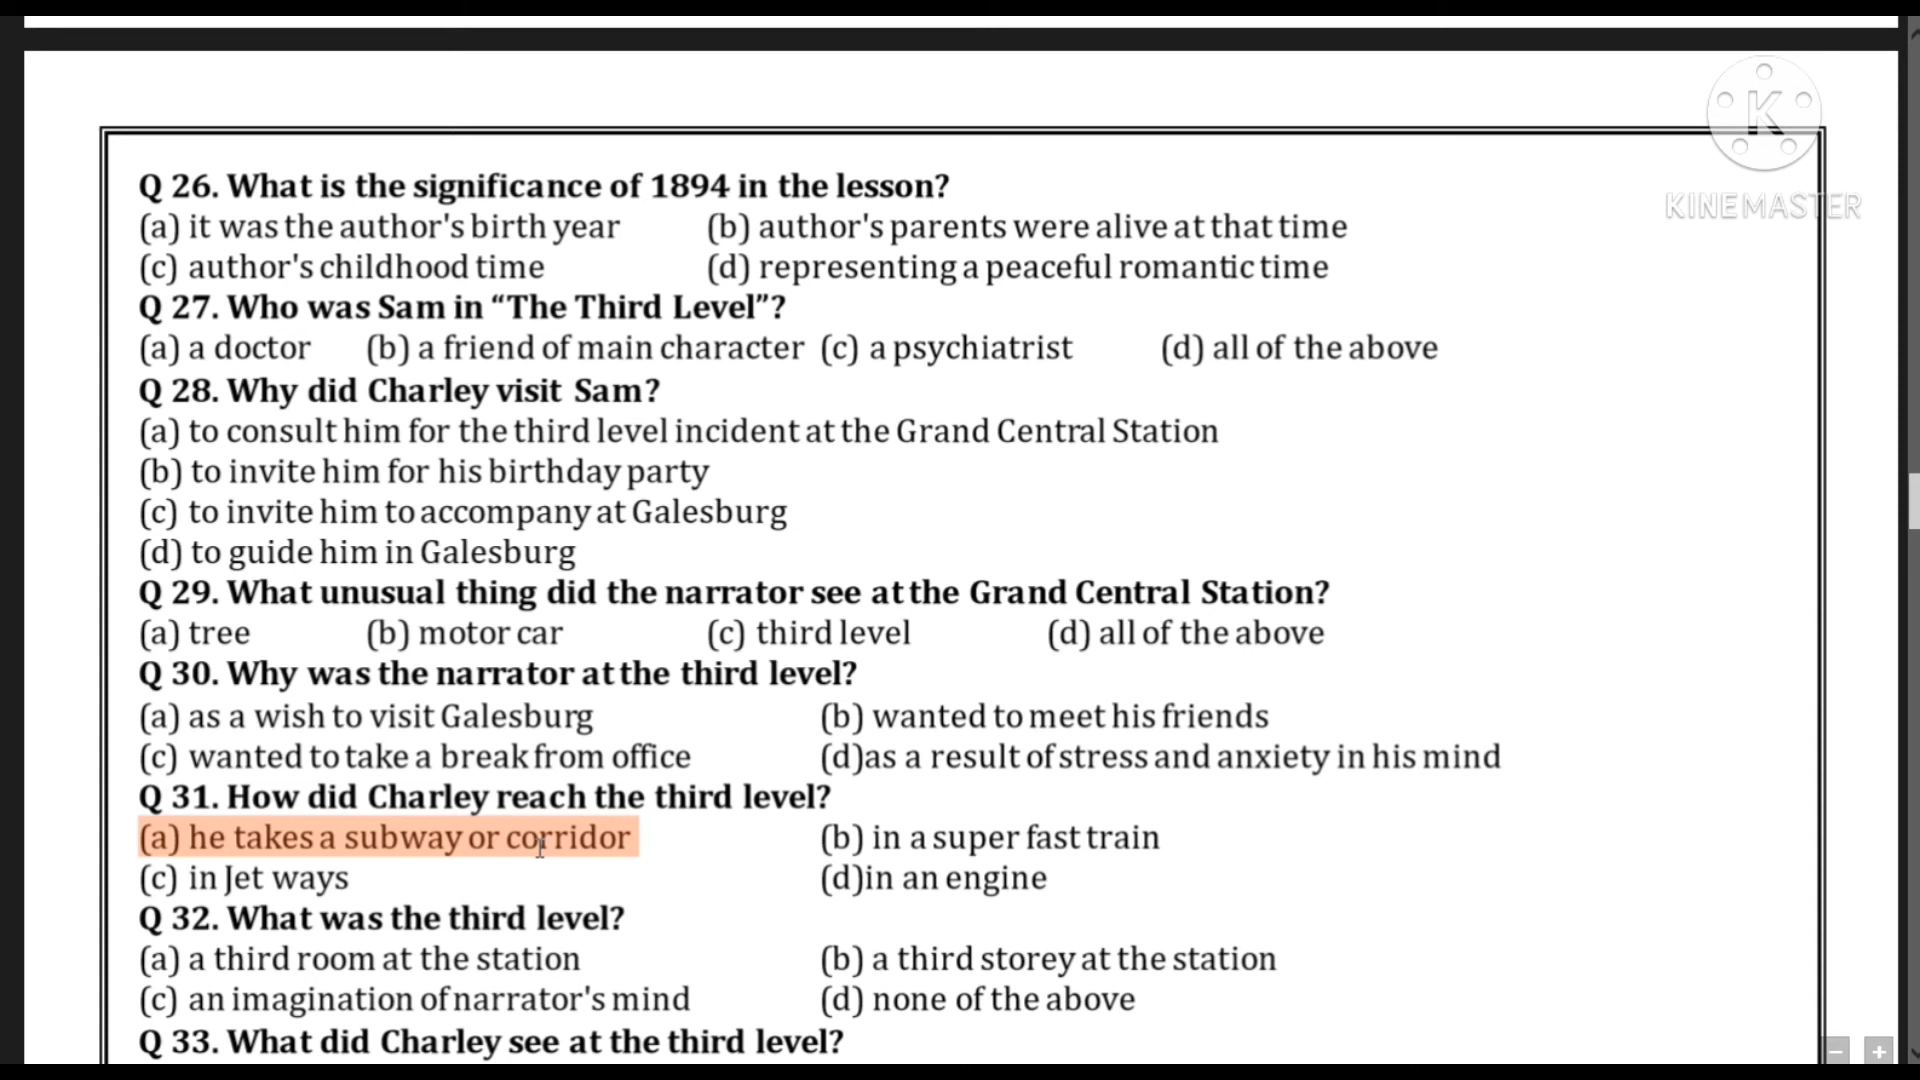 KINEMASTER
Q 26. What is the significance of 1894 in the lesson?
(a) it was the author's birth year (b) author's parents were alive at that time
(c) author's childhood time (d) representing a peaceful romantic time
Q 27. Who was Sam in “The Third Level”?
(a) a doctor (b) a friend of main character (c) a psychiatrist (d) all of the above
Q 28. Why did Charley visit Sam?
(a) to consult him for the third level incident at the Grand Central Station
(b) to invite him for his birthday party
(c) to invite him to accompany at Galesburg
(d) to guide him in Galesburg
Q 29. What unusual thing did the narrator see at the Grand Central Station?
(a) tree (b) motor car (c) third level (d) all of the above
Q 30. Why was the narrator at the third level?
(a) as a wish to visit Galesburg (b) wanted to meet his friends
(c) wanted to take a break from office (d)as a result of stress and anxiety in his mind
Q 31. How did Charley reach the third level?
(a) he takes a subway or corridor (b) in a super fast train
(c) in Jet ways (d)in an engine
Q 32. What was the third level?
(a) a third room at the station (b) a third storey at the station
(c) an imagination of narrator's mind (d) none of the above
Q 33. What did Charley see at the third level?